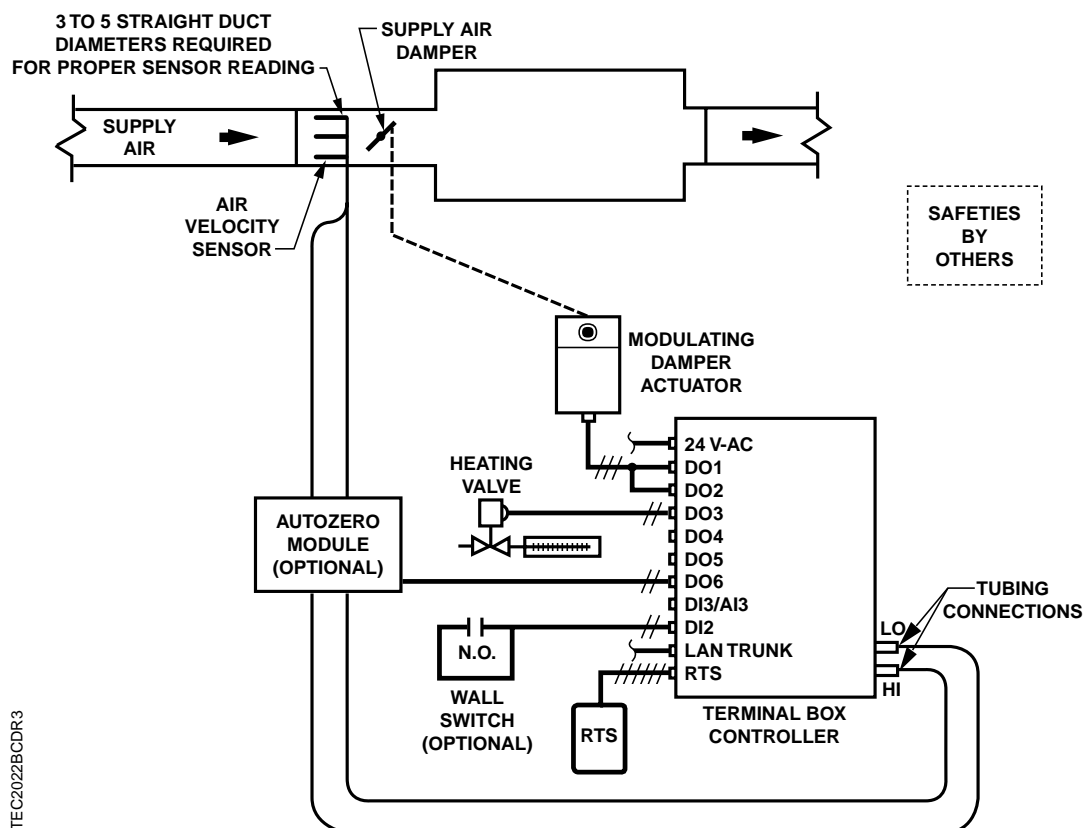 3 TO 5 STRAIGHT DUCT
DIAMETERS REQUIRED
FOR PROPER SENSOR READING
SUPPLY AIR
DAMPER
SUPPLY
AIR
AIR
VELOCITY
SENSOR
SAFETIES
BY
OTHERS
MODULATING
DAMPER
ACTUATOR
HEATING
VALVE
24 V-AC
DO1
DO2
DO3
DO4
DO5
DO6
DI3/AI3
DI2
LAN TRUNK
RTS
AUTOZERO
MODULE
(OPTIONAL)
TUBING
CONNECTIONS
LO
HI
N.O.
WALL
SWITCH
(OPTIONAL)
RTS
TERMINAL BOX
CONTROLLER
TEC2022BCDR3